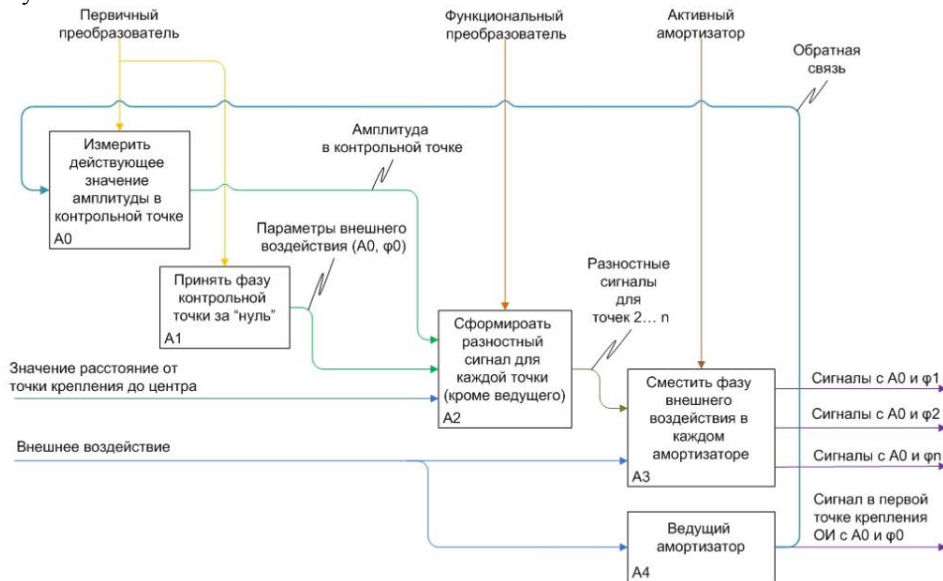 Первичный
преобразователь
Функциональный
преобразователь
Активный
амортизатор
Обратная
связь
Измерить
действующее
значение
амплитуды в
контрольной точке
A0
Амплитуда
в контрольной точке
Параметры внешнего
воздействия (A0, φ0)
Принять фазу
контрольной
точки за “нуль”
A1
Разностные
сигналы
для
точек 2... n
Сформироать
разностный
сигнал для
каждой точки
(кроме ведущего)
A2
Значение расстояние от
точки крепления до центра
Сместить фазу
внешнего
воздействия в
каждом
амортизаторе
A3
Сигналы с A0 и φ1
Сигналы с A0 и φ2
Сигналы с A0 и φn
Внешнее воздействие
Ведущий
амортизатор
A4
Сигнал в первой
точке крепления
ОИ с A0 и φ0